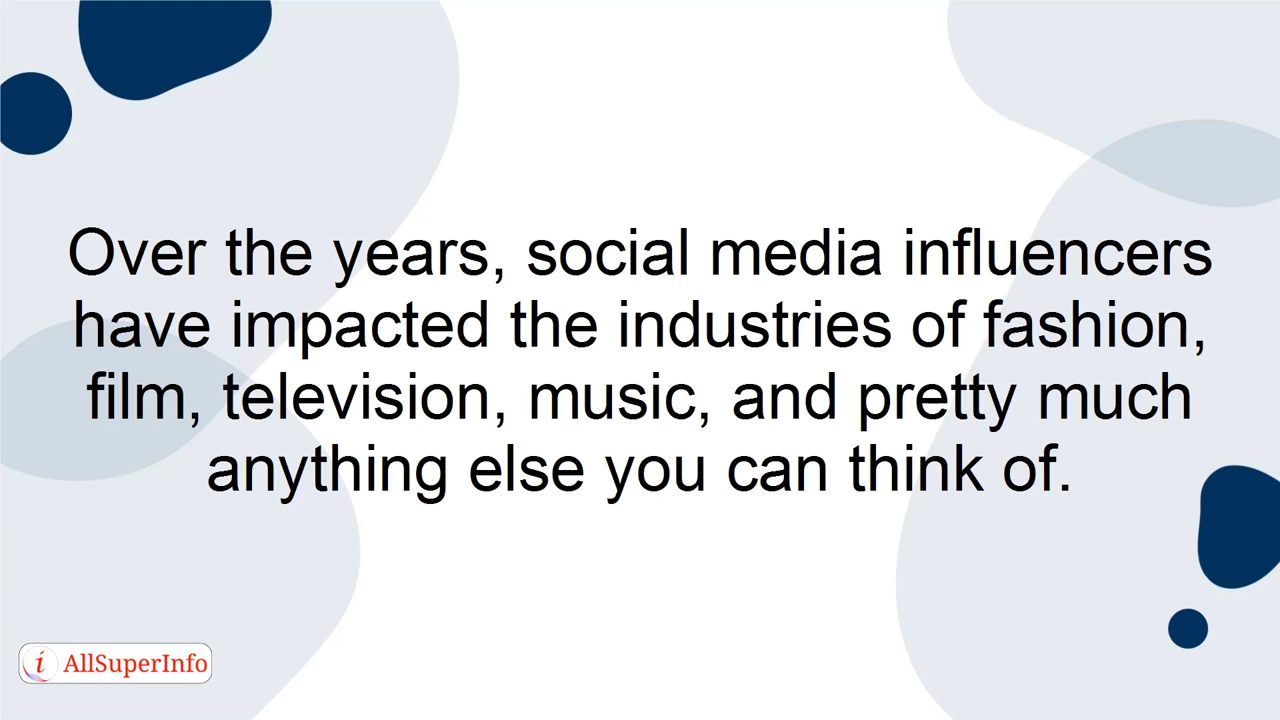 Over the years, social media influencers
have impacted the industries of fashion,
film, television, music, and pretty much
anything else you can think of.
i AllSuperInfo